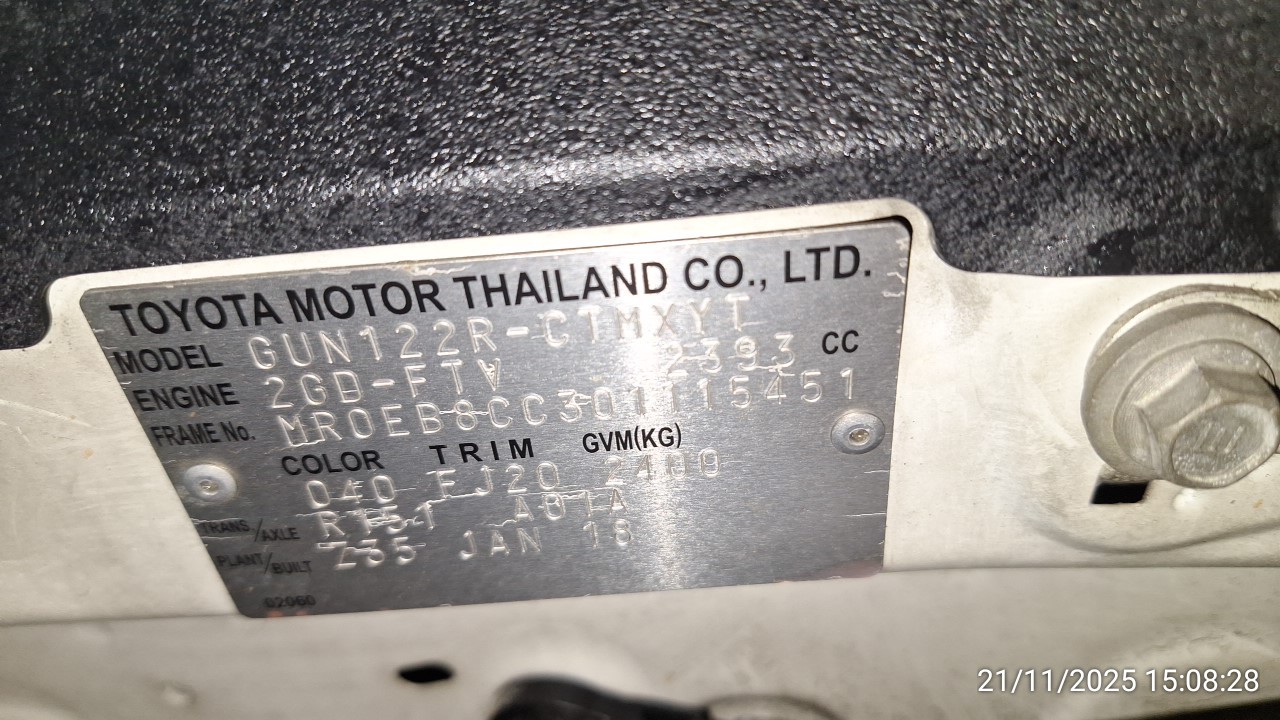 TOYOTA MOTOR THAILAND CO., LTD.
MODEL GUN122R-CTMXYT
ENGINE 2GD-FTV 2393 CC
FRAME No. MR0EB8CC301115451
COLOR TRIM GVM(KG)
040 FJ20 2400
TRANS/AXLE R151 A01A
PLANT/BUILT Z35 JAN 18
02060
21/11/2025 15:08:28